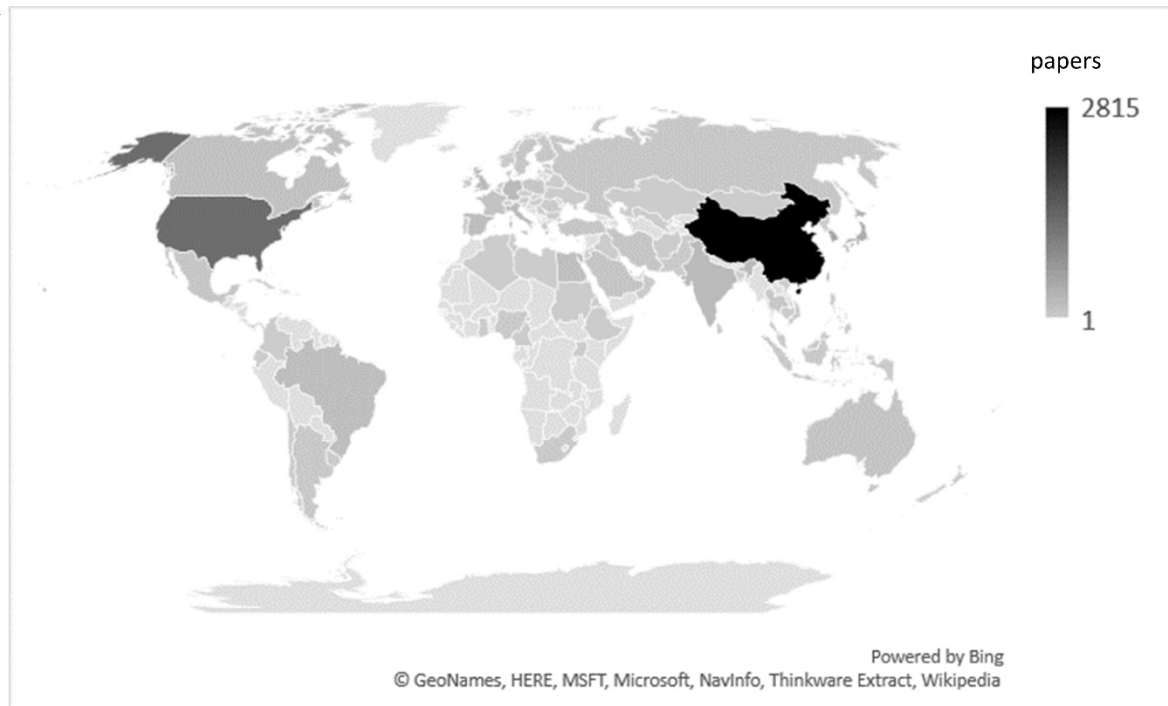 papers
2815
1
Powered by Bing
© GeoNames, HERE, MSFT, Microsoft, NavInfo, Thinkware Extract, Wikipedia